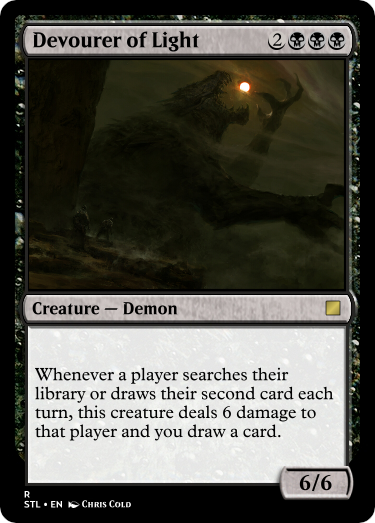 Devourer of Light 2
Creature — Demon
Whenever a player searches their
library or draws their second card each
turn, this creature deals 6 damage to
that player and you draw a card.
6/6
R
STL • EN Chris Cold